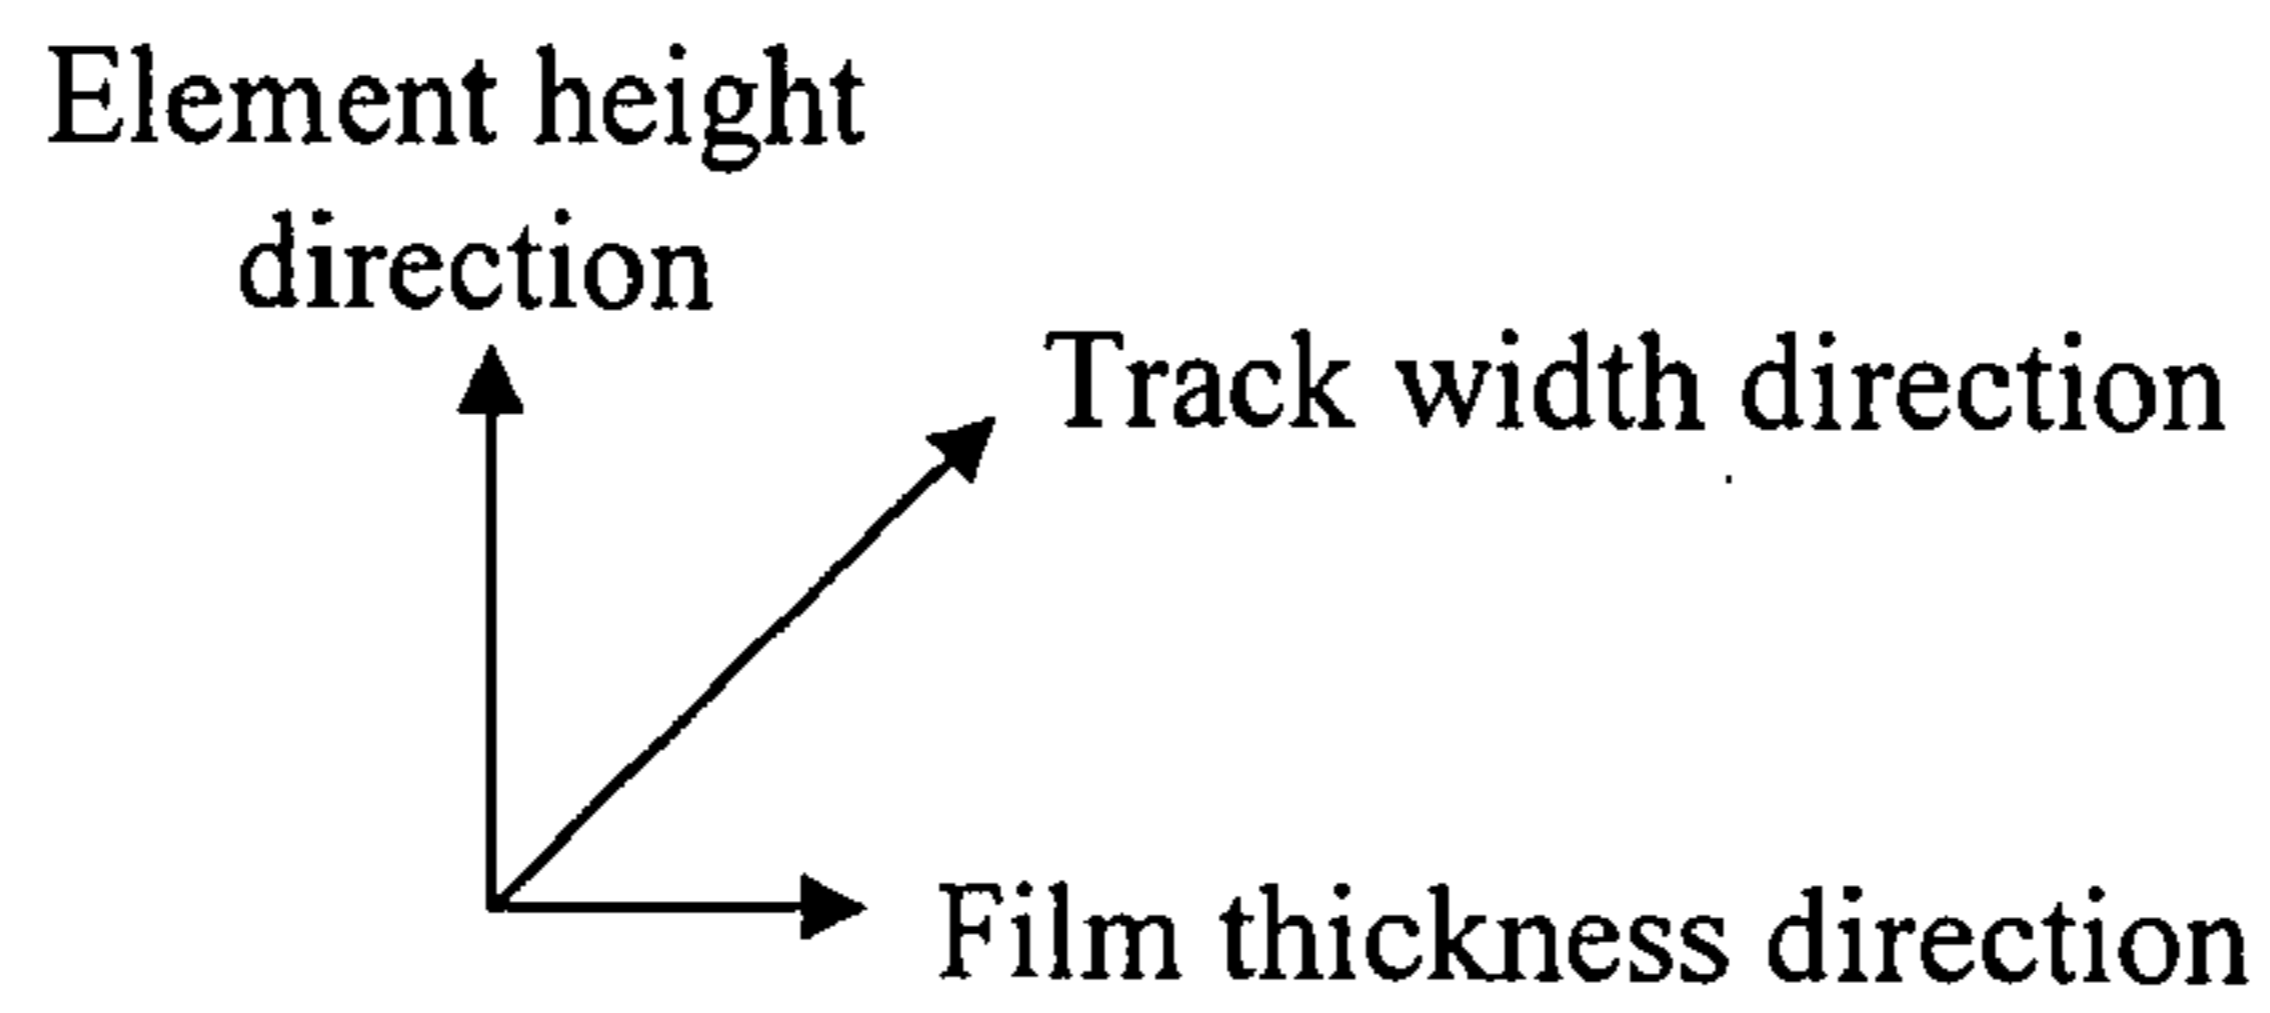 Element height
direction
Track width direction
Film thickness direction